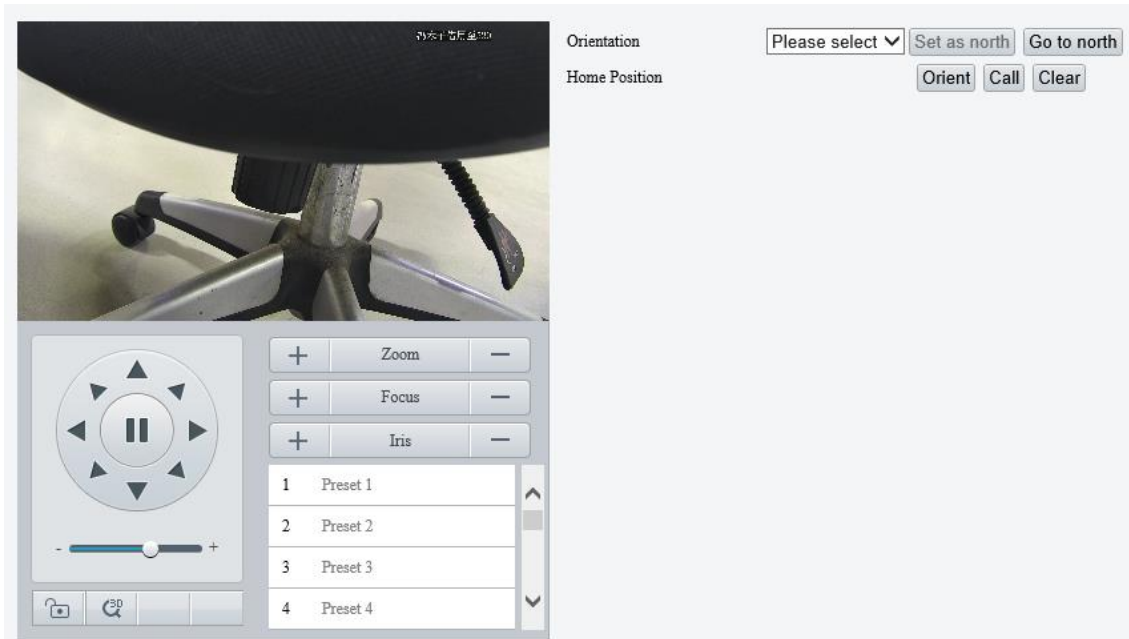 Orientation
Please select
Set as north
Go to north
Home Position
Orient
Call
Clear
Zoom
Focus
Iris
1 Preset 1
2 Preset 2
3 Preset 3
4 Preset 4
3D